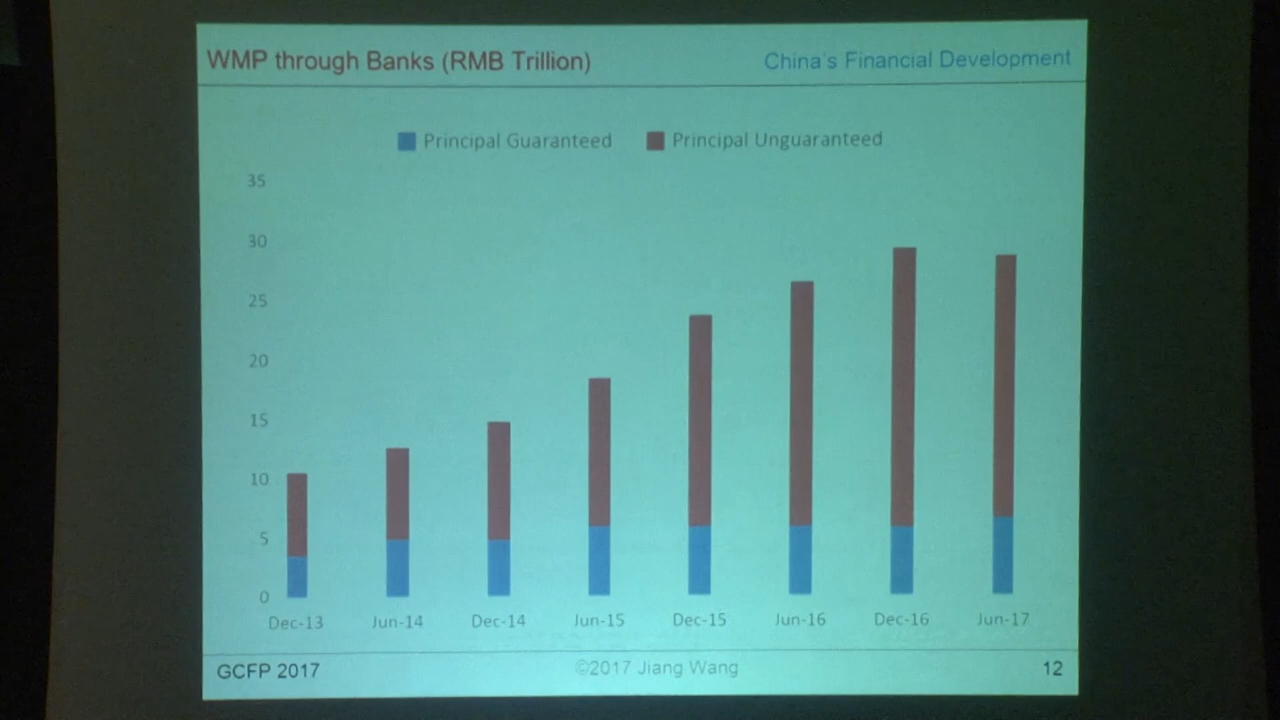 WMP through Banks (RMB Trillion)
China's Financial Development
Principal Guaranteed
Principal Unguaranteed
35
30
25
20
15
10
5
0
Dec-13
Jun-14
Dec-14
Jun-15
Dec-15
Jun-16
Dec-16
Jun-17
GCFP 2017
©2017 Jiang Wang
12